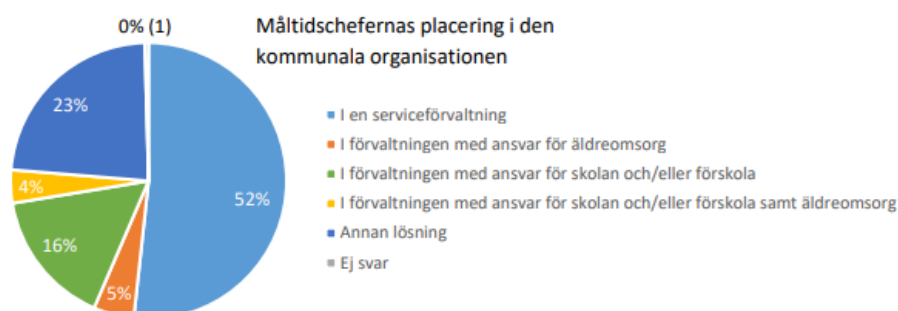 0% (1)
Måltidschefernas placering i den
kommunala organisationen
23%
4%
16%
5%
52%
I en serviceförvaltning
I förvaltningen med ansvar för äldreomsorg
I förvaltningen med ansvar för skolan och/eller förskola
I förvaltningen med ansvar för skolan och/eller förskola samt äldreomsorg
Annan lösning
Ej svar